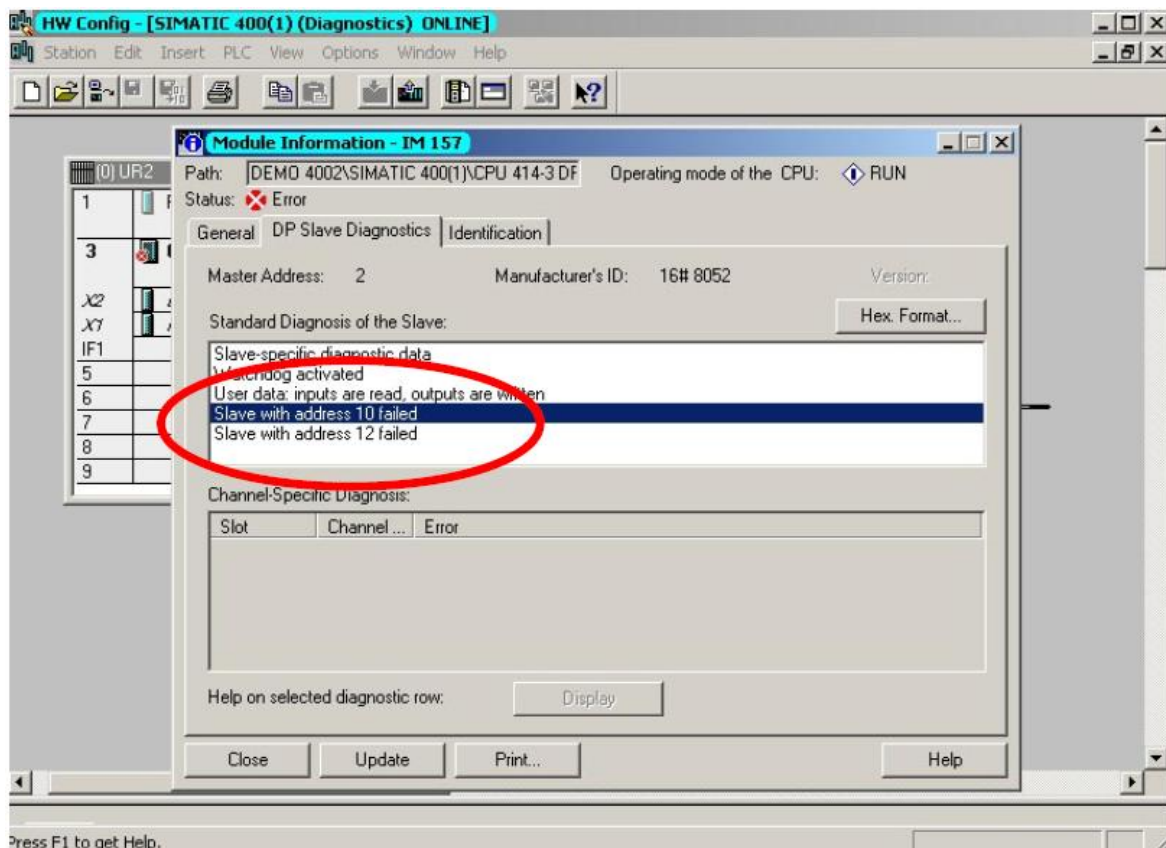 HW Config - [SIMATIC 400(1) (Diagnostics) ONLINE]
Station Edit Insert PLC View Options Window Help
Module Information - IM 157
(0) UR2
Path: DEMO 4002\SIMATIC 400(1)\CPU 414-3 DP Operating mode of the CPU: RUN
1
Status: Error
General DP Slave Diagnostics Identification
3
Master Address: 2 Manufacturer's ID: 16# 8052 Version:
X2
Hex. Format...
X1
Standard Diagnosis of the Slave:
IF1
Slave-specific diagnostic data
5
Watchdog activated
6
User data: inputs are read, outputs are written
7
Slave with address 10 failed
8
Slave with address 12 failed
9
Channel-Specific Diagnosis:
Slot Channel ... Error
Help on selected diagnostic row: Display
Close Update Print... Help
Press F1 to get Help.